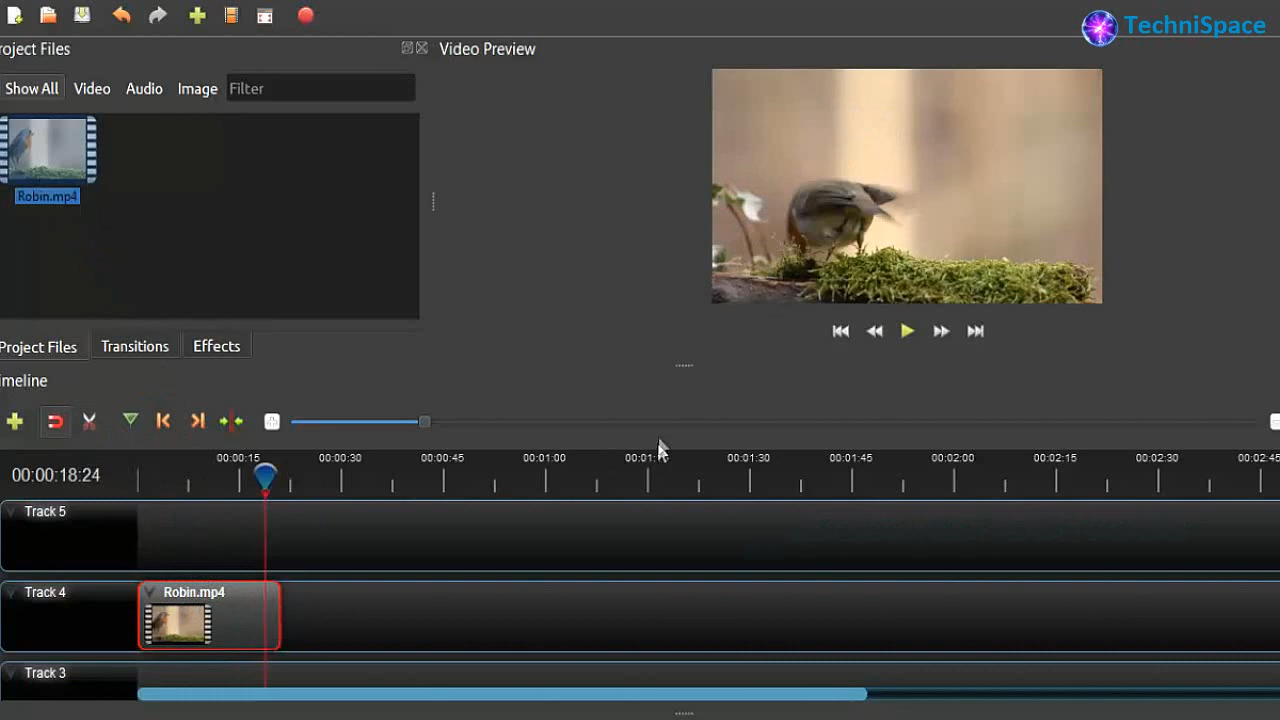 TechniSpace
roject Files
Video Preview
Show All Video Audio Image Filter
Robin.mp4
Project Files Transitions Effects
imeline
00:00:18:24
00:00:15 00:00:30 00:00:45 00:01:00 00:01:1 00:01:30 00:01:45 00:02:00 00:02:15 00:02:30 00:02:45
Track 5
Track 4
Robin.mp4
Track 3